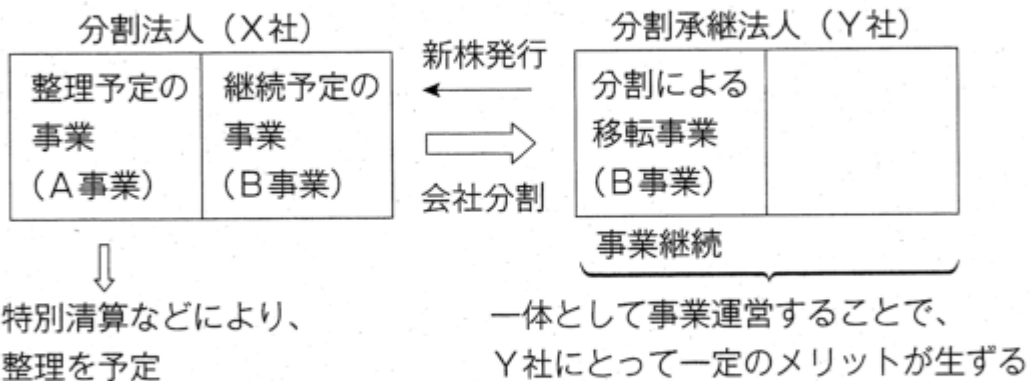 分割法人（X社）
整理予定の
事業
（A事業）
継続予定の
事業
（B事業）
新株発行
会社分割
分割承継法人（Y社）
分割による
移転事業
（B事業）
事業継続
特別清算などにより、
整理を予定
一体として事業運営することで、
Y社にとって一定のメリットが生ずる